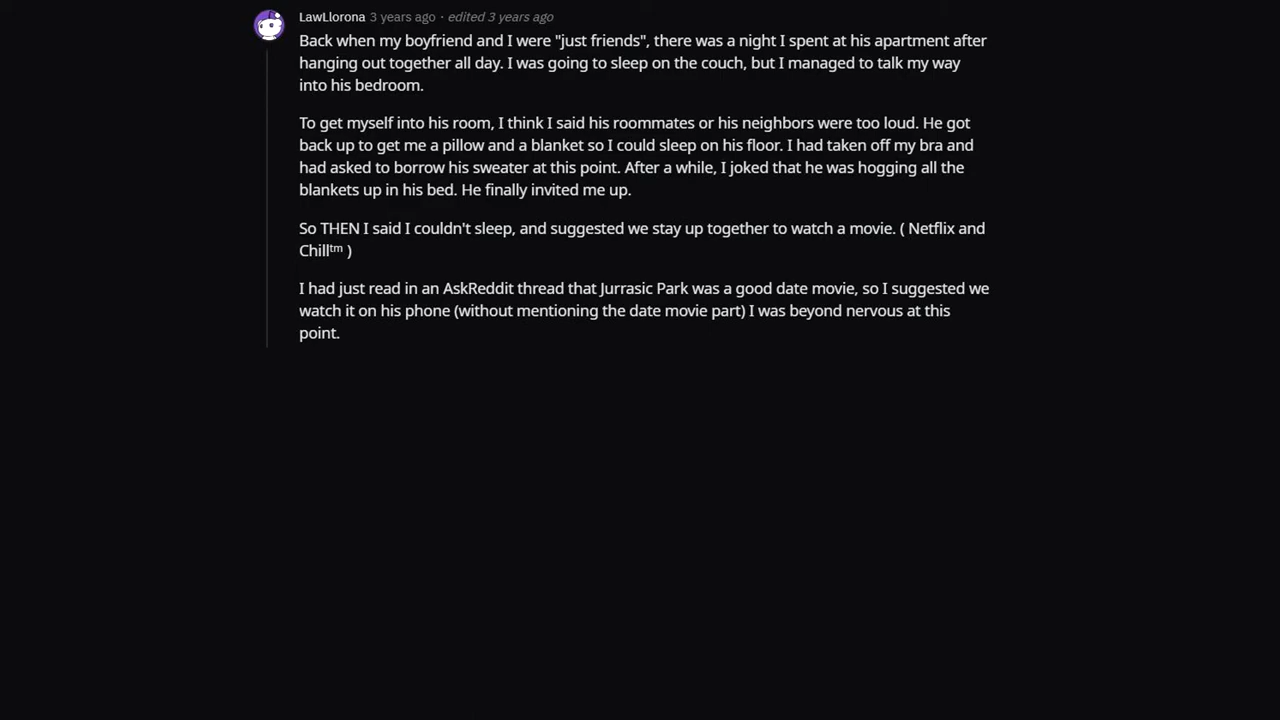 LawLlorona 3 years ago · edited 3 years ago
Back when my boyfriend and I were "just friends", there was a night I spent at his apartment after
hanging out together all day. I was going to sleep on the couch, but I managed to talk my way
into his bedroom.
To get myself into his room, I think I said his roommates or his neighbors were too loud. He got
back up to get me a pillow and a blanket so I could sleep on his floor. I had taken off my bra and
had asked to borrow his sweater at this point. After a while, I joked that he was hogging all the
blankets up in his bed. He finally invited me up.
So THEN I said I couldn't sleep, and suggested we stay up together to watch a movie. ( Netflix and
Chillᵗᵐ )
I had just read in an AskReddit thread that Jurrasic Park was a good date movie, so I suggested we
watch it on his phone (without mentioning the date movie part) I was beyond nervous at this
point.